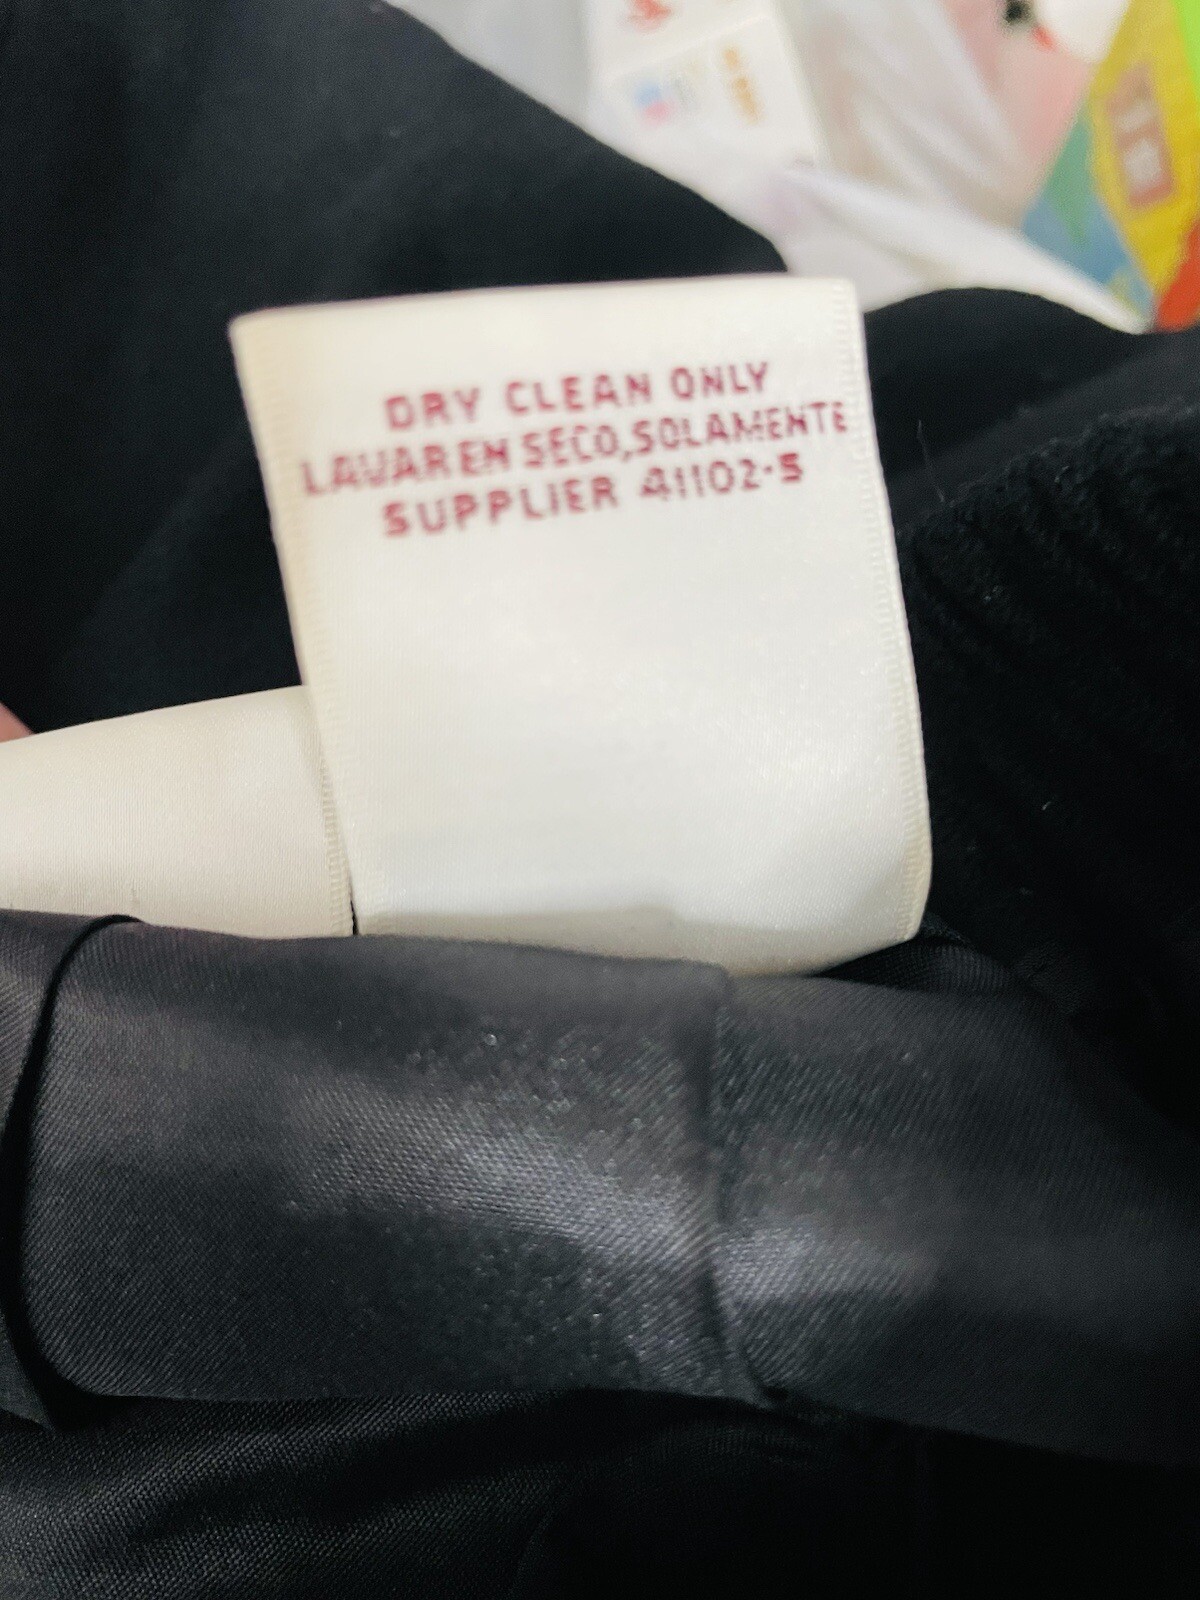 DRY CLEAN ONLY
LAVAR EN SECO, SOLAMENTE
SUPPLIER 41102-5